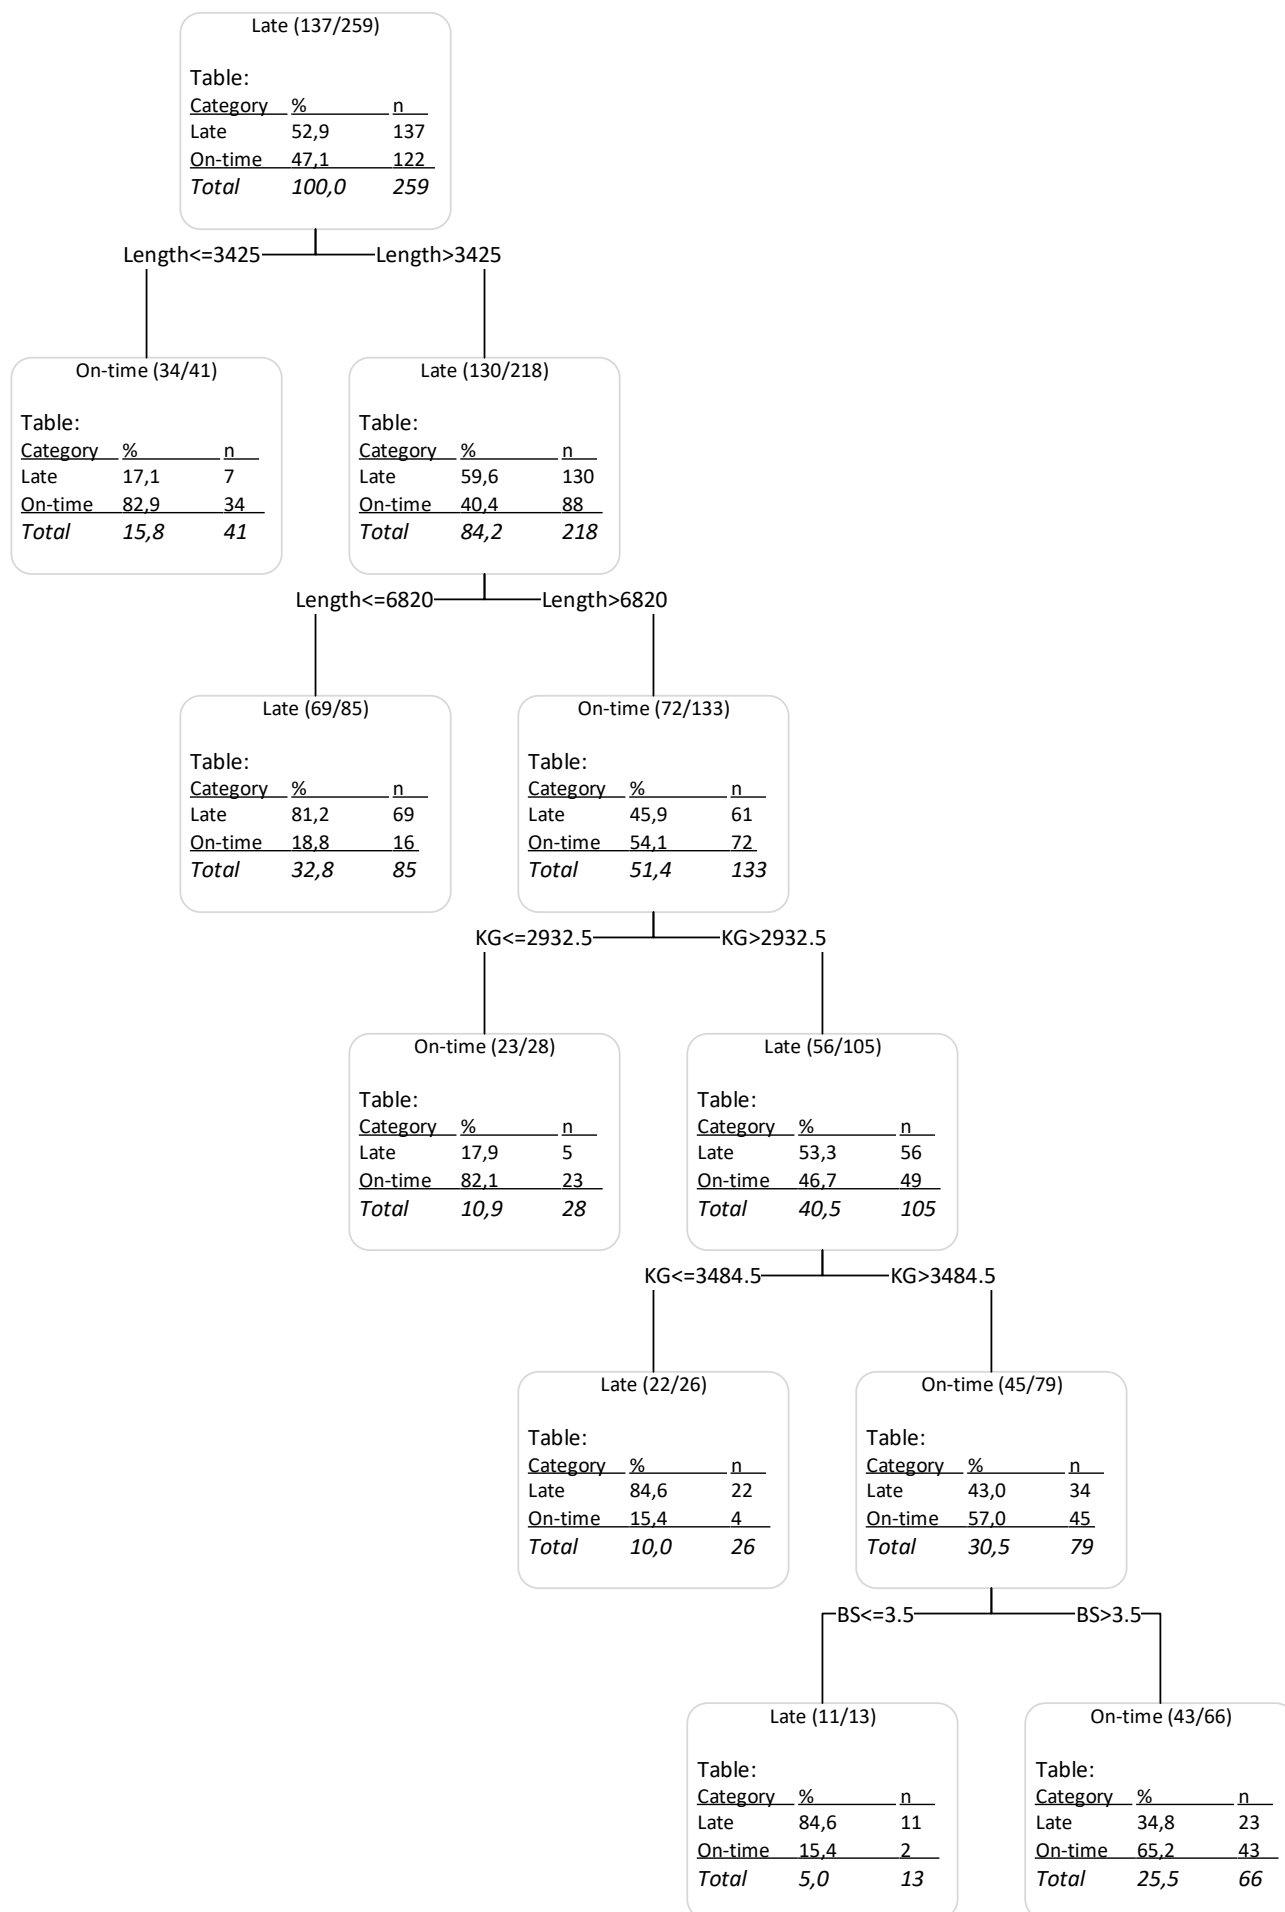 Late (137/259)
Table:
Category % n
Late 52,9 137
On-time 47,1 122
Total 100,0 259
Length<=3425 Length>3425
On-time (34/41)
Table:
Category % n
Late 17,1 7
On-time 82,9 34
Total 15,8 41
Late (130/218)
Table:
Category % n
Late 59,6 130
On-time 40,4 88
Total 84,2 218
Length<=6820 Length>6820
Late (69/85)
Table:
Category % n
Late 81,2 69
On-time 18,8 16
Total 32,8 85
On-time (72/133)
Table:
Category % n
Late 45,9 61
On-time 54,1 72
Total 51,4 133
KG<=2932.5 KG>2932.5
On-time (23/28)
Table:
Category % n
Late 17,9 5
On-time 82,1 23
Total 10,9 28
Late (56/105)
Table:
Category % n
Late 53,3 56
On-time 46,7 49
Total 40,5 105
KG<=3484.5 KG>3484.5
Late (22/26)
Table:
Category % n
Late 84,6 22
On-time 15,4 4
Total 10,0 26
On-time (45/79)
Table:
Category % n
Late 43,0 34
On-time 57,0 45
Total 30,5 79
BS<=3.5 BS>3.5
Late (11/13)
Table:
Category % n
Late 84,6 11
On-time 15,4 2
Total 5,0 13
On-time (43/66)
Table:
Category % n
Late 34,8 23
On-time 65,2 43
Total 25,5 66